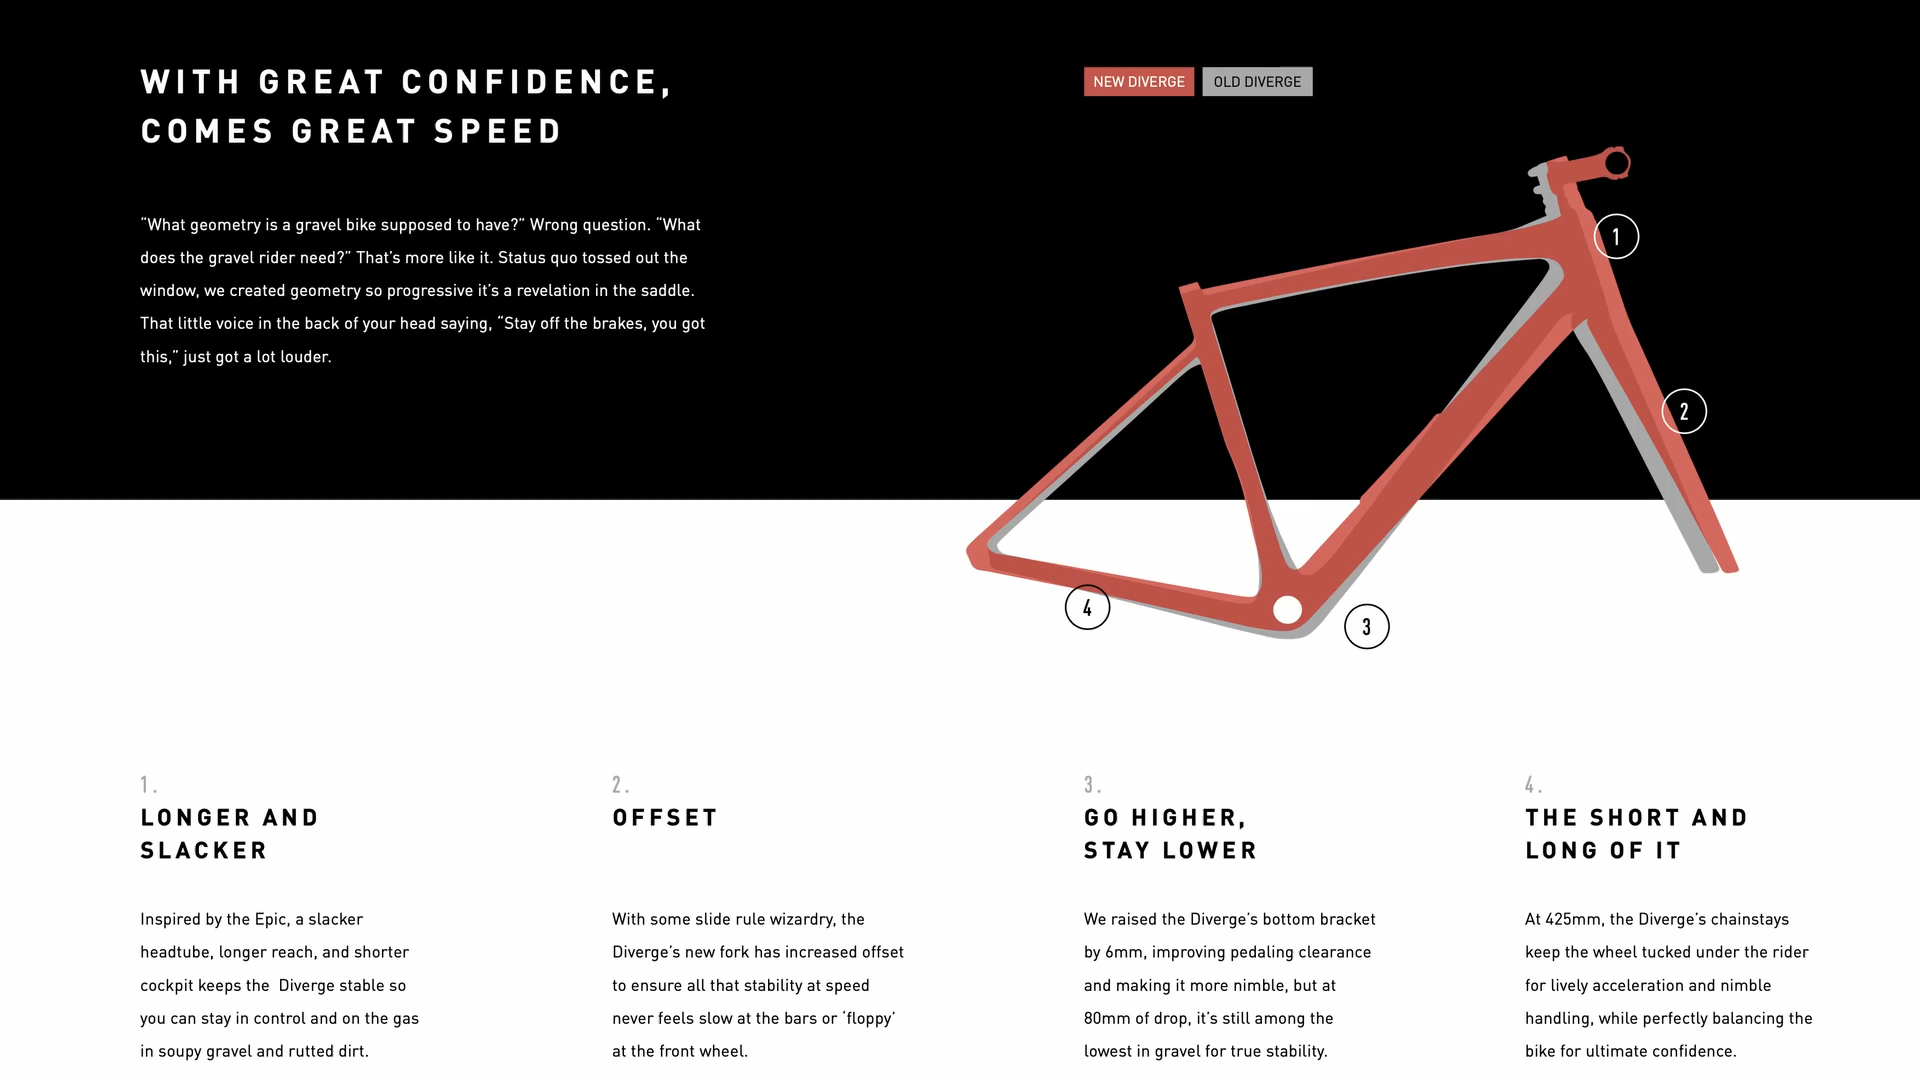 WITH GREAT CONFIDENCE,
COMES GREAT SPEED
“What geometry is a gravel bike supposed to have?” Wrong question. “What
does the gravel rider need?” That’s more like it. Status quo tossed out the
window, we created geometry so progressive it’s a revelation in the saddle.
That little voice in the back of your head saying, “Stay off the brakes, you got
this,” just got a lot louder.
NEW DIVERGE
OLD DIVERGE
1
2
3
4
1.
LONGER AND
SLACKER
Inspired by the Epic, a slacker
headtube, longer reach, and shorter
cockpit keeps the  Diverge stable so
you can stay in control and on the gas
in soupy gravel and rutted dirt.
2.
OFFSET
With some slide rule wizardry, the
Diverge’s new fork has increased offset
to ensure all that stability at speed
never feels slow at the bars or ‘floppy’
at the front wheel.
3.
GO HIGHER,
STAY LOWER
We raised the Diverge’s bottom bracket
by 6mm, improving pedaling clearance
and making it more nimble, but at
80mm of drop, it’s still among the
lowest in gravel for true stability.
4.
THE SHORT AND
LONG OF IT
At 425mm, the Diverge’s chainstays
keep the wheel tucked under the rider
for lively acceleration and nimble
handling, while perfectly balancing the
bike for ultimate confidence.